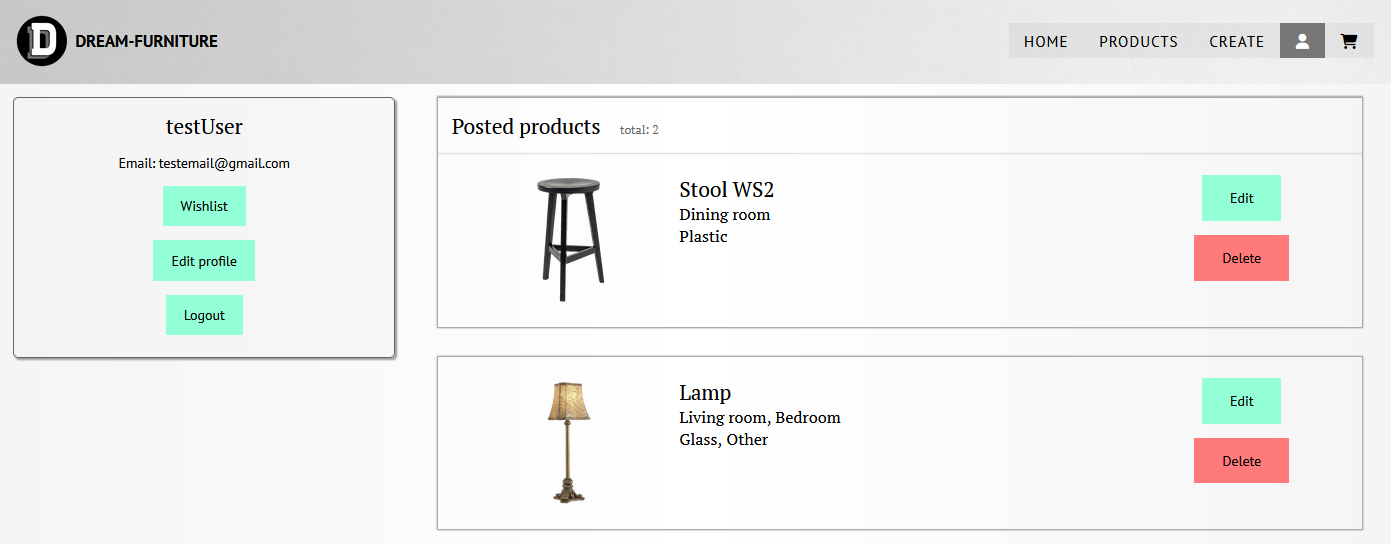 D DREAM-FURNITURE
HOME PRODUCTS CREATE
testUser
Email: testemail@gmail.com
Wishlist
Edit profile
Logout
Posted products total: 2
Stool WS2
Dining room
Plastic
Edit
Delete
Lamp
Living room, Bedroom
Glass, Other
Edit
Delete